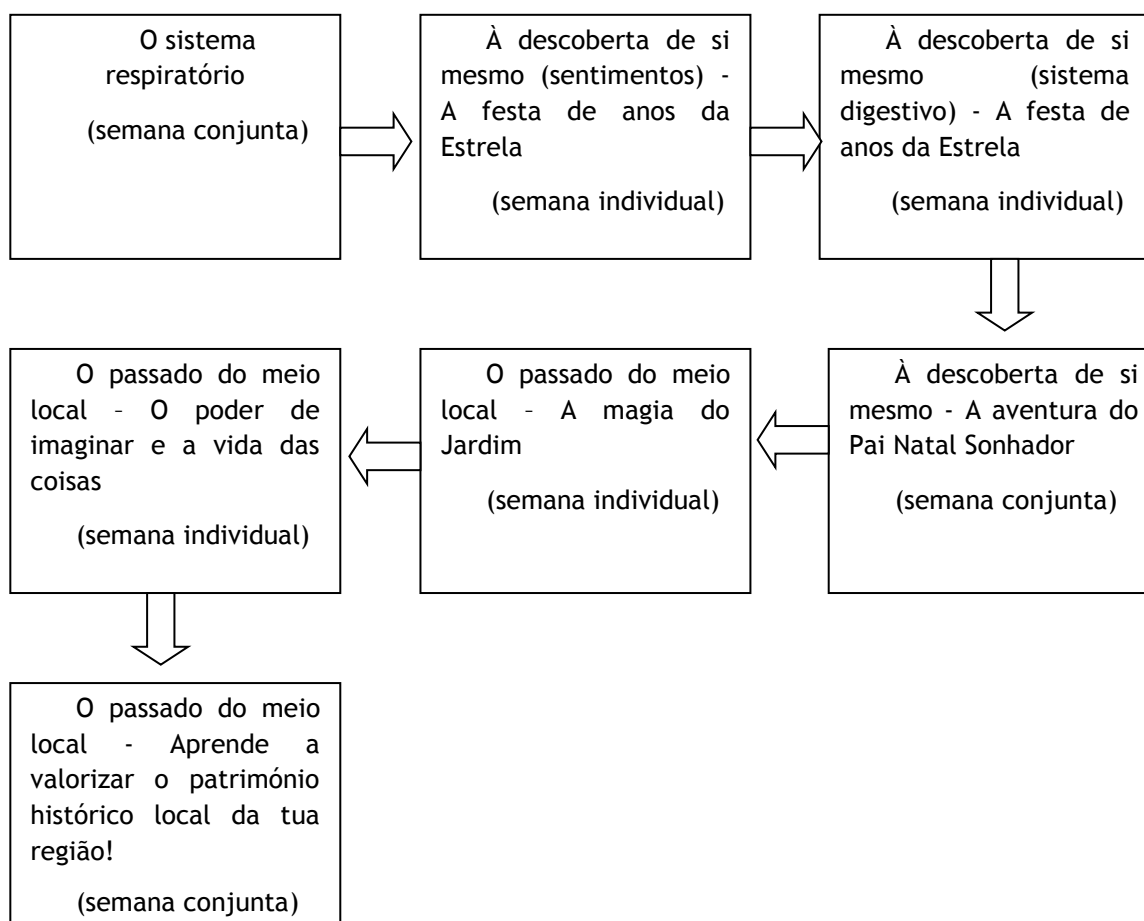 O sistema
respiratório
(semana conjunta)
À descoberta de si
mesmo (sentimentos) -
A festa de anos da
Estrela
(semana individual)
À descoberta de si
mesmo (sistema
digestivo) - A festa de
anos da Estrela
(semana individual)
À descoberta de si
mesmo - A aventura do
Pai Natal Sonhador
(semana conjunta)
O passado do meio
local – A magia do
Jardim
(semana individual)
O passado do meio
local – O poder de
imaginar e a vida das
coisas
(semana individual)
O passado do meio
local - Aprende a
valorizar o património
histórico local da tua
região!
(semana conjunta)